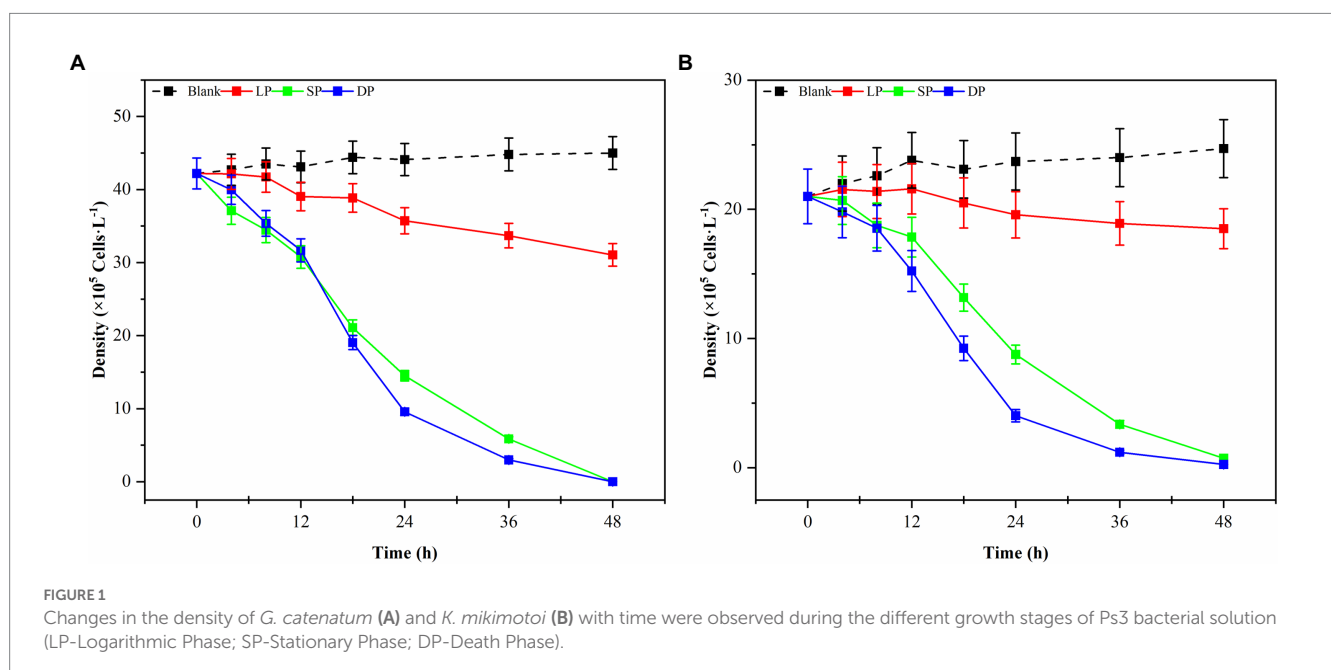 A
B
Blank LP SP DP
Blank LP SP DP
50
40
30
20
10
0
Density (×10⁵ Cells·L⁻¹)
0 12 24 36 48
Time (h)
30
20
10
0
Density (×10⁵ Cells·L⁻¹)
0 12 24 36 48
Time (h)
FIGURE 1
Changes in the density of G. catenatum (A) and K. mikimotoi (B) with time were observed during the different growth stages of Ps3 bacterial solution
(LP-Logarithmic Phase; SP-Stationary Phase; DP-Death Phase).